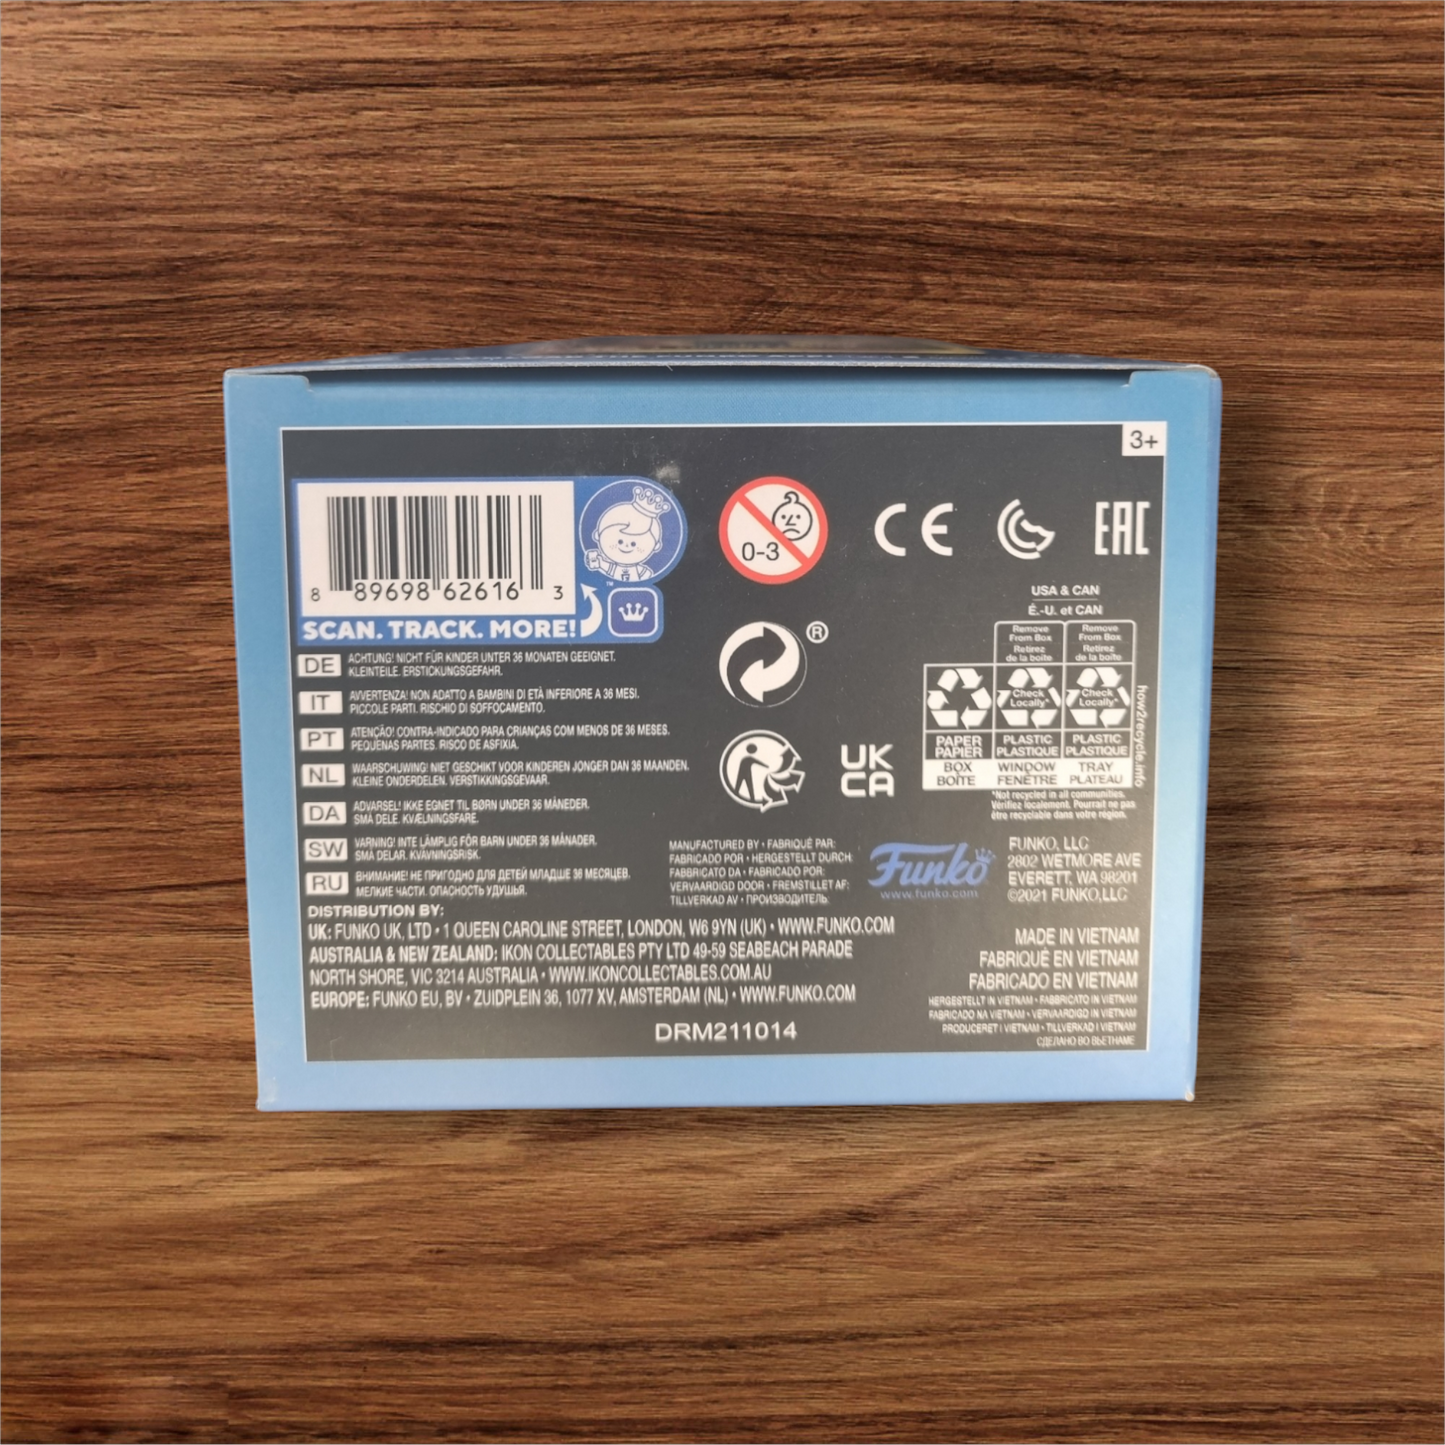 THE FUNKO APP!
3+
8 89698 62616 3
SCAN. TRACK. MORE!
™
0-3
CE
EAC
®
UK
CA
USA & CAN
É.-U. et CAN
Remove From Box
Retirez de la boîte
Remove From Box
Retirez de la boîte
Check Locally*
Check Locally*
PAPER PAPIER
PLASTIC PLASTIQUE
PLASTIC PLASTIQUE
BOX BOÎTE
WINDOW FENÊTRE
TRAY PLATEAU
how2recycle.info
*Not recycled in all communities.
Vérifiez localement. Pourrait ne pas
être recyclable dans votre région.
DE ACHTUNG! NICHT FÜR KINDER UNTER 36 MONATEN GEEIGNET.
KLEINTEILE. ERSTICKUNGSGEFAHR.
IT AVVERTENZA! NON ADATTO A BAMBINI DI ETÀ INFERIORE A 36 MESI.
PICCOLE PARTI. RISCHIO DI SOFFOCAMENTO.
PT ATENÇÃO! CONTRA-INDICADO PARA CRIANÇAS COM MENOS DE 36 MESES.
PEQUENAS PARTES. RISCO DE ASFIXIA.
NL WAARSCHUWING! NIET GESCHIKT VOOR KINDEREN JONGER DAN 36 MAANDEN.
KLEINE ONDERDELEN. VERSTIKKINGSGEVAAR.
DA ADVARSEL! IKKE EGNET TIL BØRN UNDER 36 MÅNEDER.
SMÅ DELE. KVÆLNINGSFARE.
SW VARNING! INTE LÄMPLIG FÖR BARN UNDER 36 MÅNADER.
SMÅ DELAR. KVÄVNINGSRISK.
RU ВНИМАНИЕ! НЕ ПРИГОДНО ДЛЯ ДЕТЕЙ МЛАДШЕ 36 МЕСЯЦЕВ.
МЕЛКИЕ ЧАСТИ. ОПАСНОСТЬ УДУШЬЯ.
MANUFACTURED BY • FABRIQUÉ PAR:
FABRICADO POR • HERGESTELLT DURCH:
FABBRICATO DA • FABRICADO POR:
VERVAARDIGD DOOR • FREMSTILLET AF:
TILLVERKAD AV • ПРОИЗВОДИТЕЛЬ:
Funko
www.funko.com
FUNKO, LLC
2802 WETMORE AVE
EVERETT, WA 98201
©2021 FUNKO,LLC
DISTRIBUTION BY:
UK: FUNKO UK, LTD • 1 QUEEN CAROLINE STREET, LONDON, W6 9YN (UK) • WWW.FUNKO.COM
AUSTRALIA & NEW ZEALAND: IKON COLLECTABLES PTY LTD 49-59 SEABEACH PARADE
NORTH SHORE, VIC 3214 AUSTRALIA • WWW.IKONCOLLECTABLES.COM.AU
EUROPE: FUNKO EU, BV • ZUIDPLEIN 36, 1077 XV, AMSTERDAM (NL) • WWW.FUNKO.COM
MADE IN VIETNAM
FABRIQUÉ EN VIETNAM
FABRICADO EN VIETNAM
HERGESTELLT IN VIETNAM • FABBRICATO IN VIETNAM
FABRICADO NA VIETNAM • VERVAARDIGD IN VIETNAM
PRODUCERET I VIETNAM • TILLVERKAD I VIETNAM
СДЕЛАНО ВО ВЬЕТНАМЕ
DRM211014